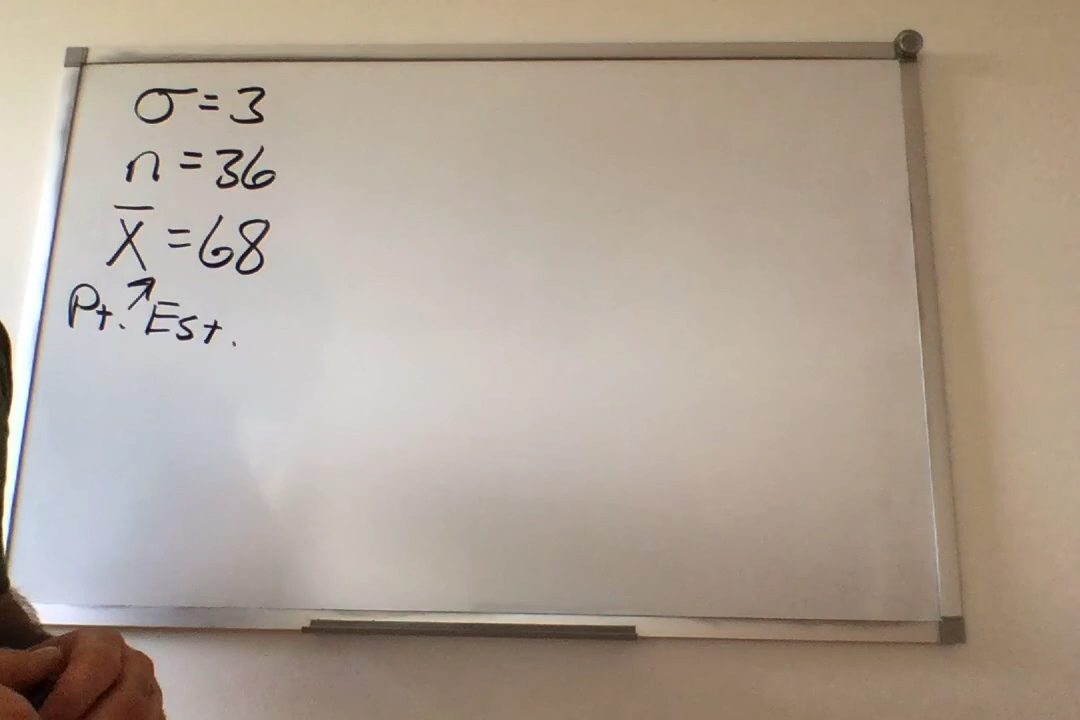 σ = 3
n = 36
X̄ = 68
Pt. ↗ Est.